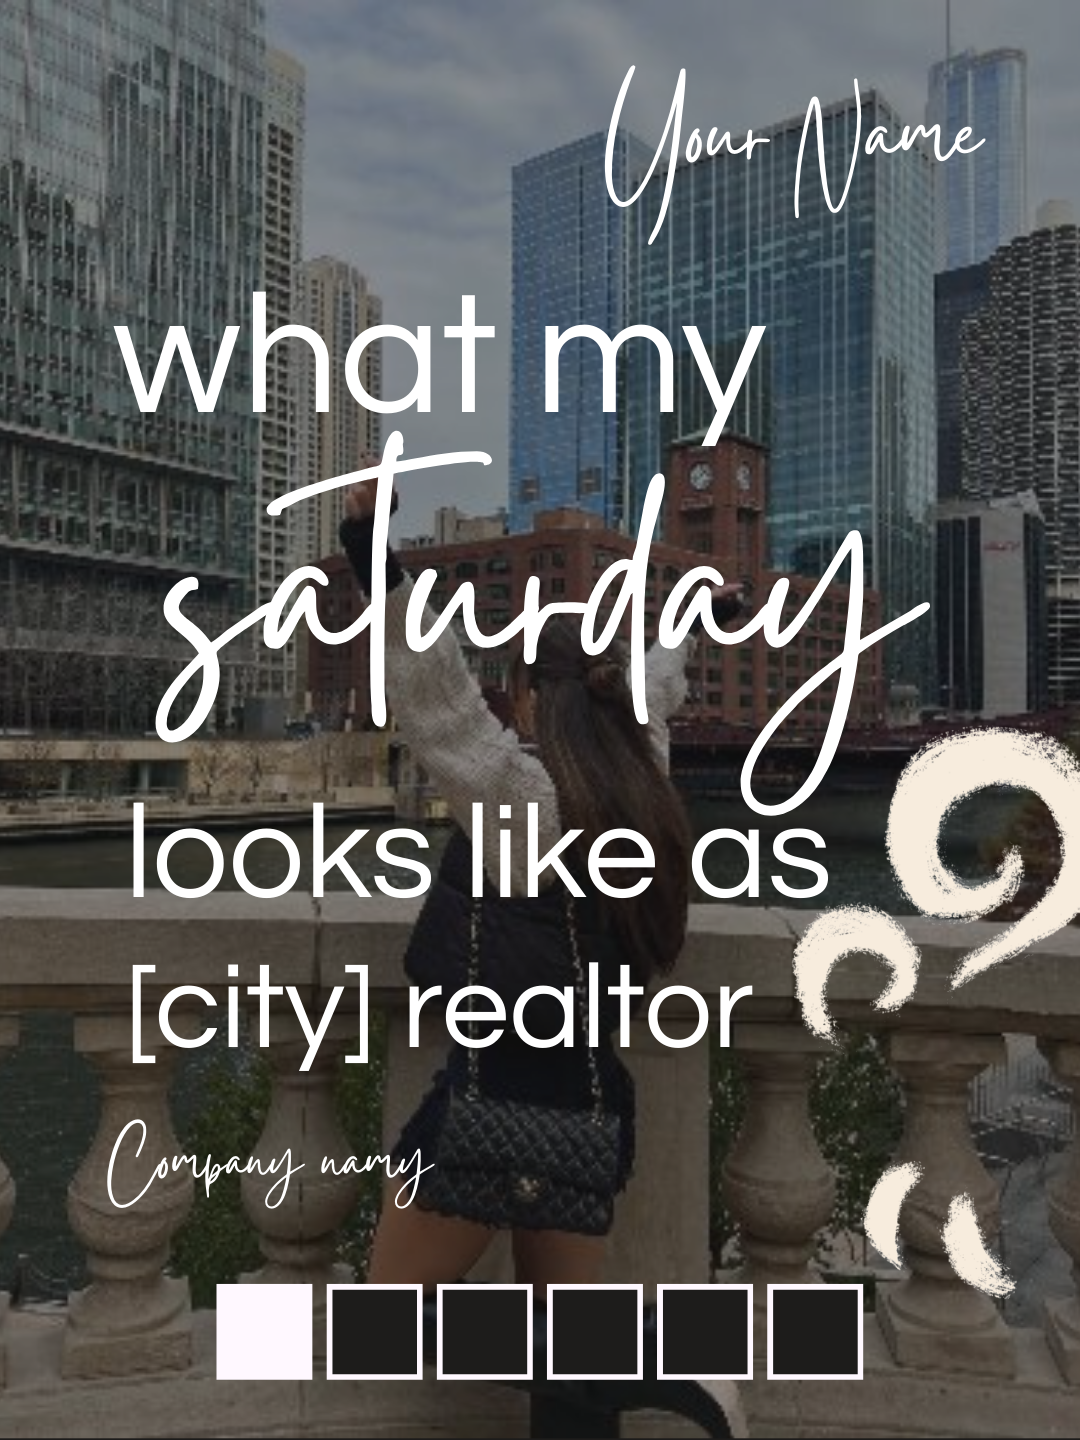 Your Name
what my
saturday
looks like as
[city] realtor
Company namy